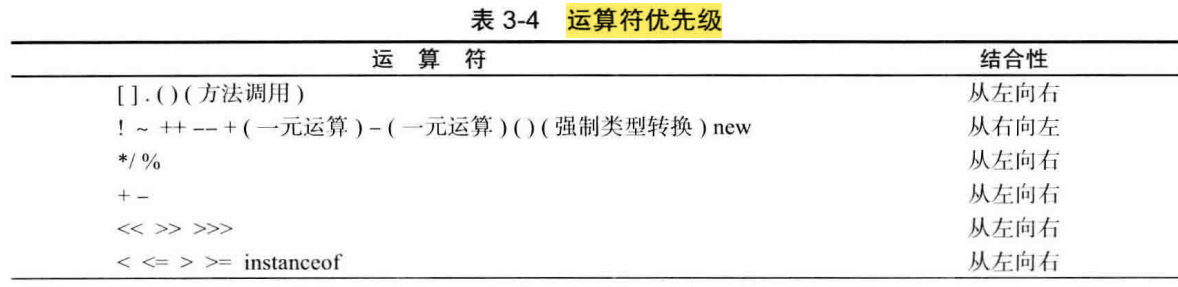 表 3-4 运算符优先级
运 算 符 结合性
[ ] . ( ) ( 方法调用 ) 从左向右
! ~ ++ -- + ( 一元运算 ) – ( 一元运算 ) ( ) ( 强制类型转换 ) new 从右向左
*/ % 从左向右
+ – 从左向右
<< >> >>> 从左向右
< <= > >= instanceof 从左向右